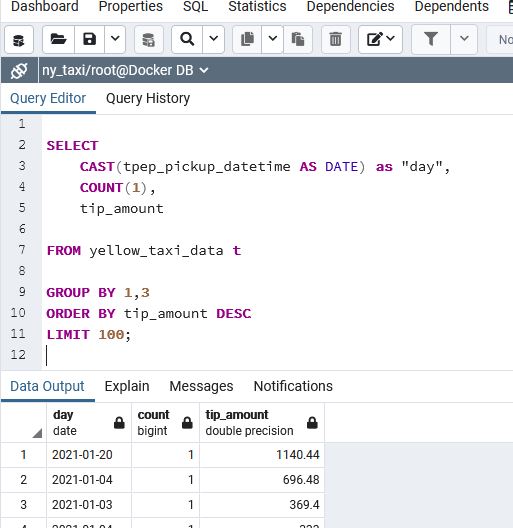 Dashboard Properties SQL Statistics Dependencies Dependents
No
ny_taxi/root@Docker DB
Query Editor Query History
1
2 SELECT
3 CAST(tpep_pickup_datetime AS DATE) as "day",
4 COUNT(1),
5 tip_amount
6
7 FROM yellow_taxi_data t
8
9 GROUP BY 1,3
10 ORDER BY tip_amount DESC
11 LIMIT 100;
12
Data Output Explain Messages Notifications
day count tip_amount
date bigint double precision
1 2021-01-20 1 1140.44
2 2021-01-04 1 696.48
3 2021-01-03 1 369.4